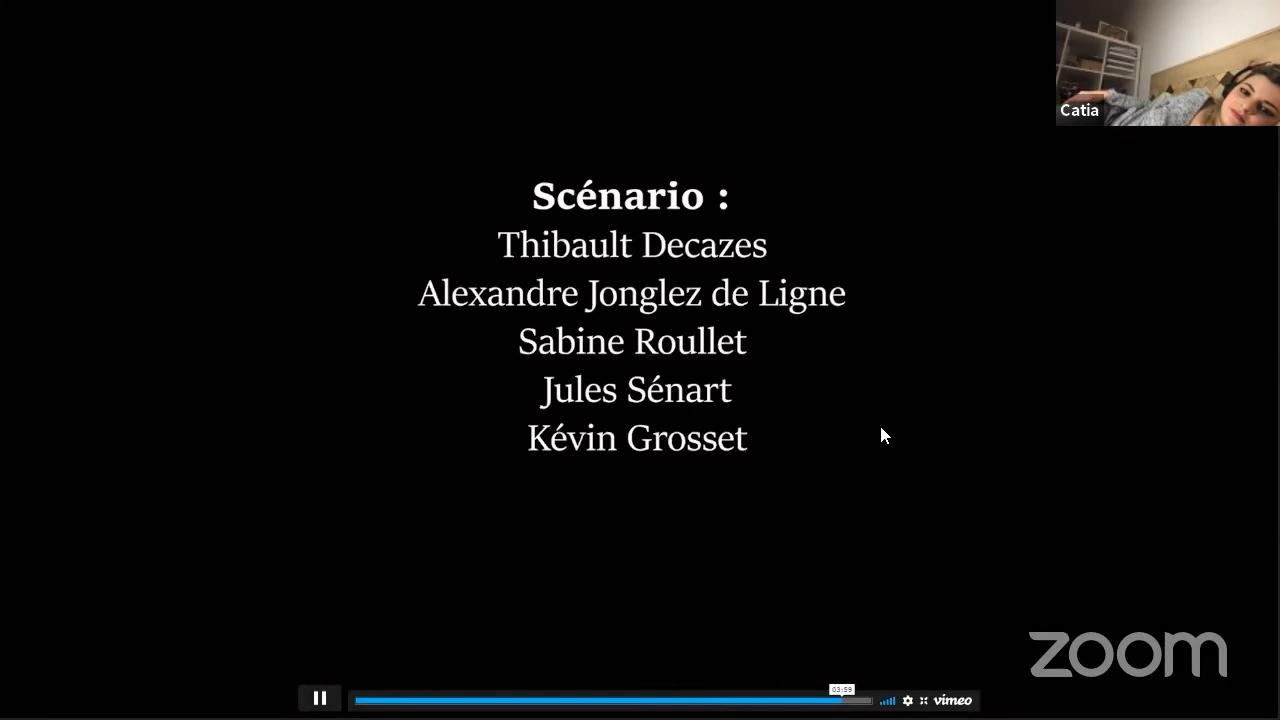 Catia
Scénario :
Thibault Decazes
Alexandre Jonglez de Ligne
Sabine Roullet
Jules Sénart
Kévin Grosset
zoom
03:59
vimeo